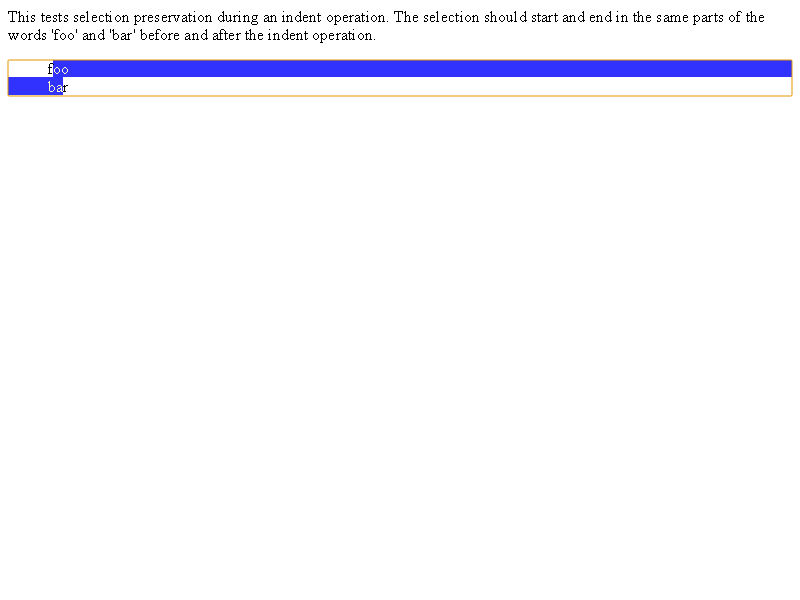 This tests selection preservation during an indent operation. The selection should start and end in the same parts of the
words 'foo' and 'bar' before and after the indent operation.
foo
bar